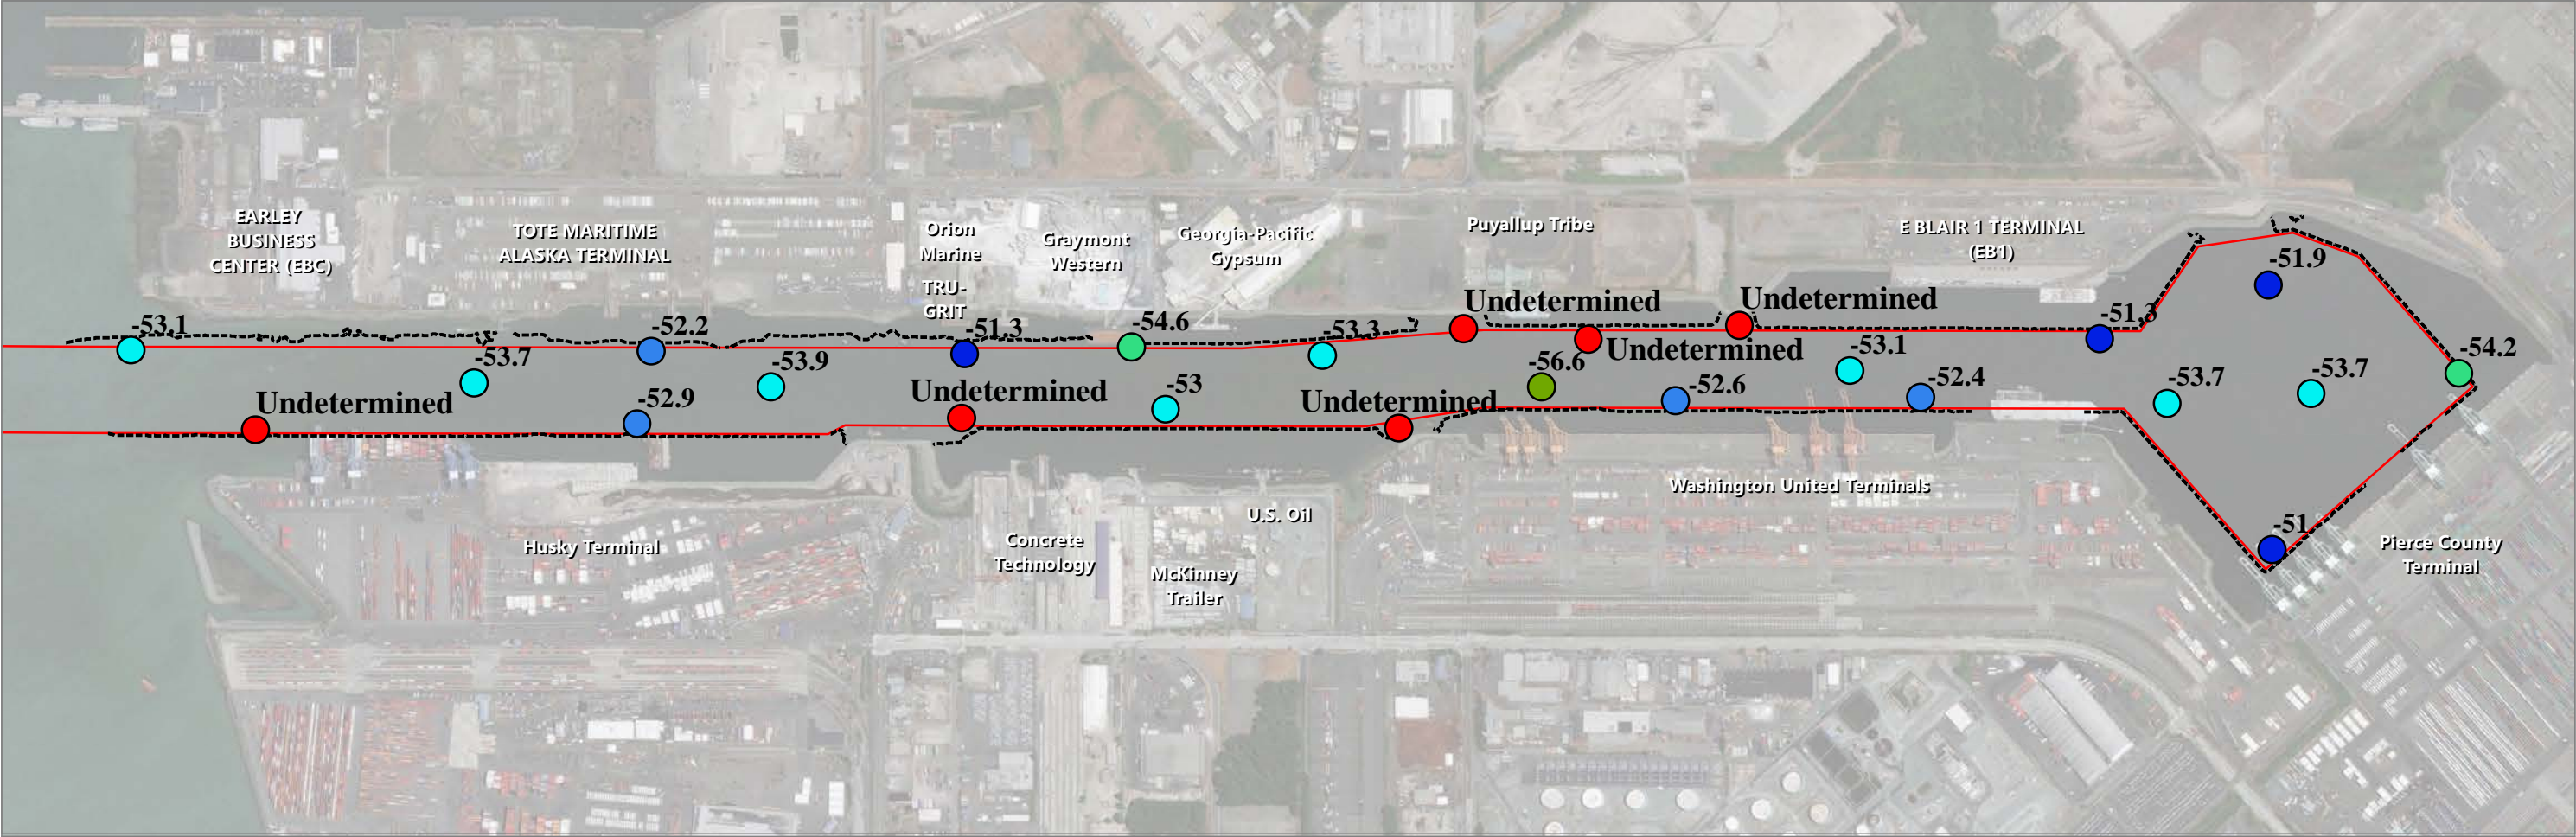 EARLEY
BUSINESS
CENTER (EBC)
TOTE MARITIME
ALASKA TERMINAL
Orion
Marine
TRU-
GRIT
Graymont
Western
Georgia-Pacific
Gypsum
Puyallup Tribe
E BLAIR 1 TERMINAL
(EB1)
-51.9
-53.1
-52.2
-51.3
-54.6
-53.3
Undetermined
Undetermined
-51.3
-53.7
-53.9
Undetermined
-53.1
-54.2
Undetermined
-52.9
Undetermined
-53
Undetermined
-56.6
-52.6
-52.4
-53.7
-53.7
Husky Terminal
Concrete
Technology
McKinney
Trailer
U.S. Oil
Washington United Terminals
-51
Pierce County
Terminal